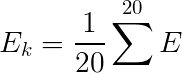 E_k = \frac{1}{20} \sum^{20} E